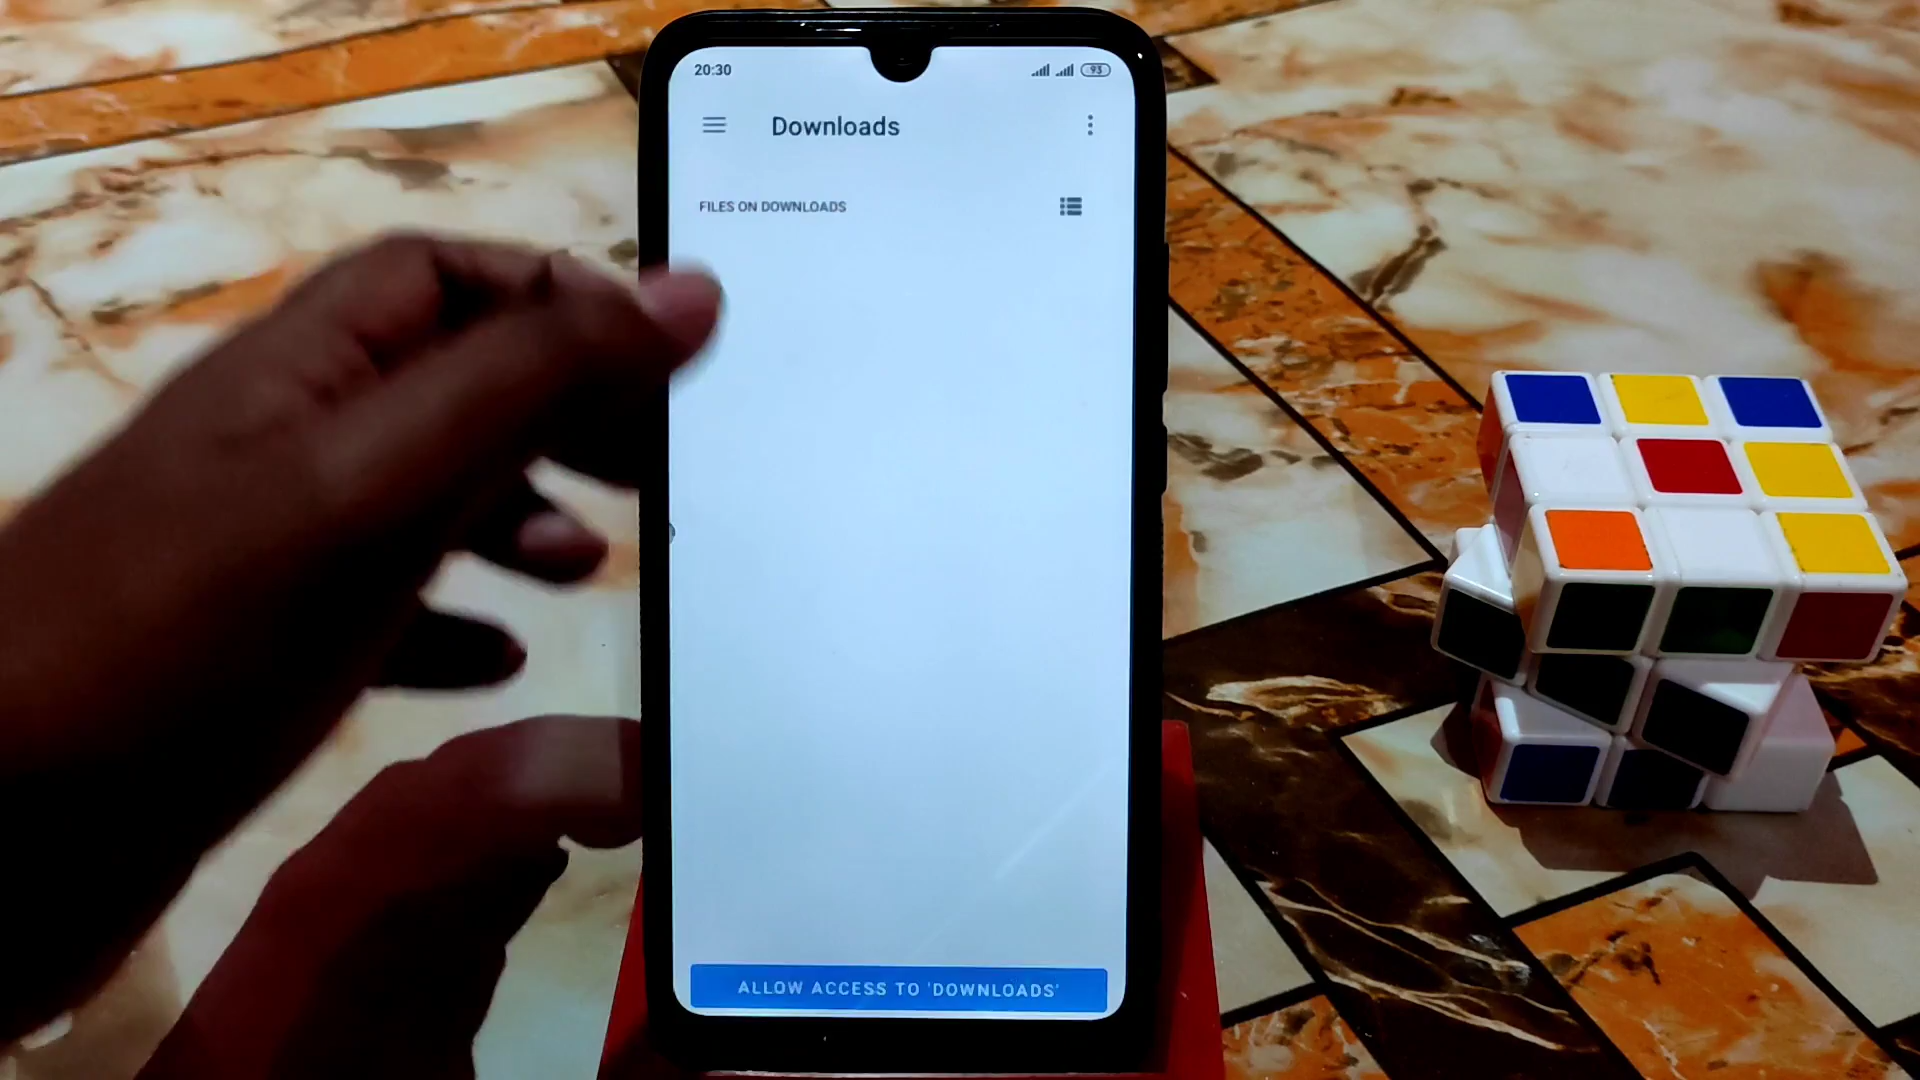 20:30
93
Downloads
FILES ON DOWNLOADS
ALLOW ACCESS TO 'DOWNLOADS'